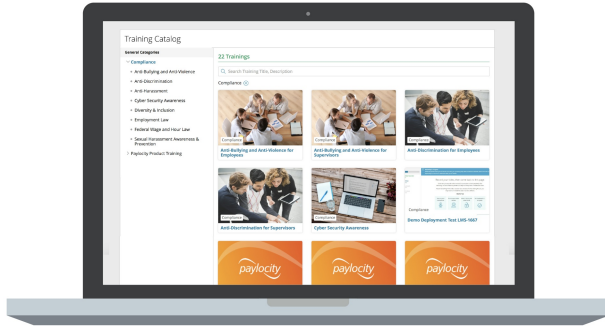 Training Catalog
General Categories
Compliance
Anti-Bullying and Anti-Violence
Anti-Discrimination
Anti-Harassment
Cyber Security Awareness
Diversity & Inclusion
Employment Law
Federal Wage and Hour Law
Sexual Harassment Awareness &
Prevention
Paylocity Product Training
22 Trainings
Search Training Title, Description
Compliance
Compliance
Anti-Bullying and Anti-Violence for
Employees
Compliance
Anti-Bullying and Anti-Violence for
Supervisors
Compliance
Anti-Discrimination for Employees
Compliance
Anti-Discrimination for Supervisors
Compliance
Cyber Security Awareness
Compliance
Demo Deployment Test LMS-1867
paylocity
paylocity
paylocity